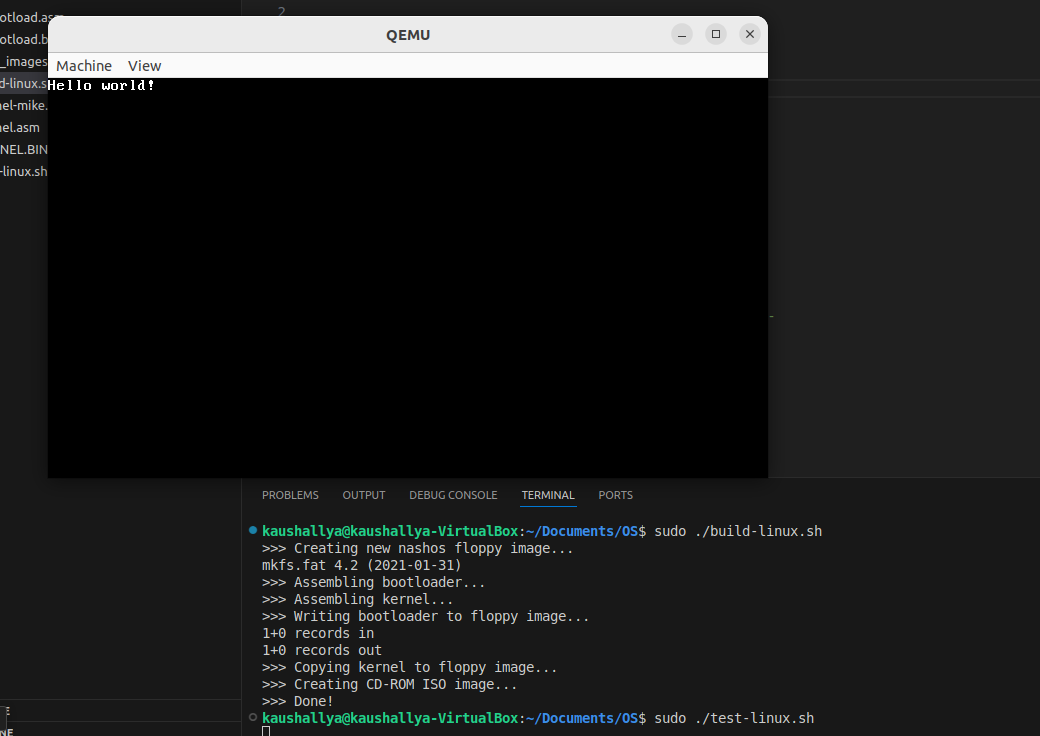 otload.asm
2
QEMU
otload.b
Machine View
_images
d-linux.s
Hello world!
nel-mike.
nel.asm
NEL.BIN
-linux.sh
PROBLEMS OUTPUT DEBUG CONSOLE TERMINAL PORTS
kaushallya@kaushallya-VirtualBox:~/Documents/OS$ sudo ./build-linux.sh
>>> Creating new nashos floppy image...
mkfs.fat 4.2 (2021-01-31)
>>> Assembling bootloader...
>>> Assembling kernel...
>>> Writing bootloader to floppy image...
1+0 records in
1+0 records out
>>> Copying kernel to floppy image...
>>> Creating CD-ROM ISO image...
>>> Done!
kaushallya@kaushallya-VirtualBox:~/Documents/OS$ sudo ./test-linux.sh